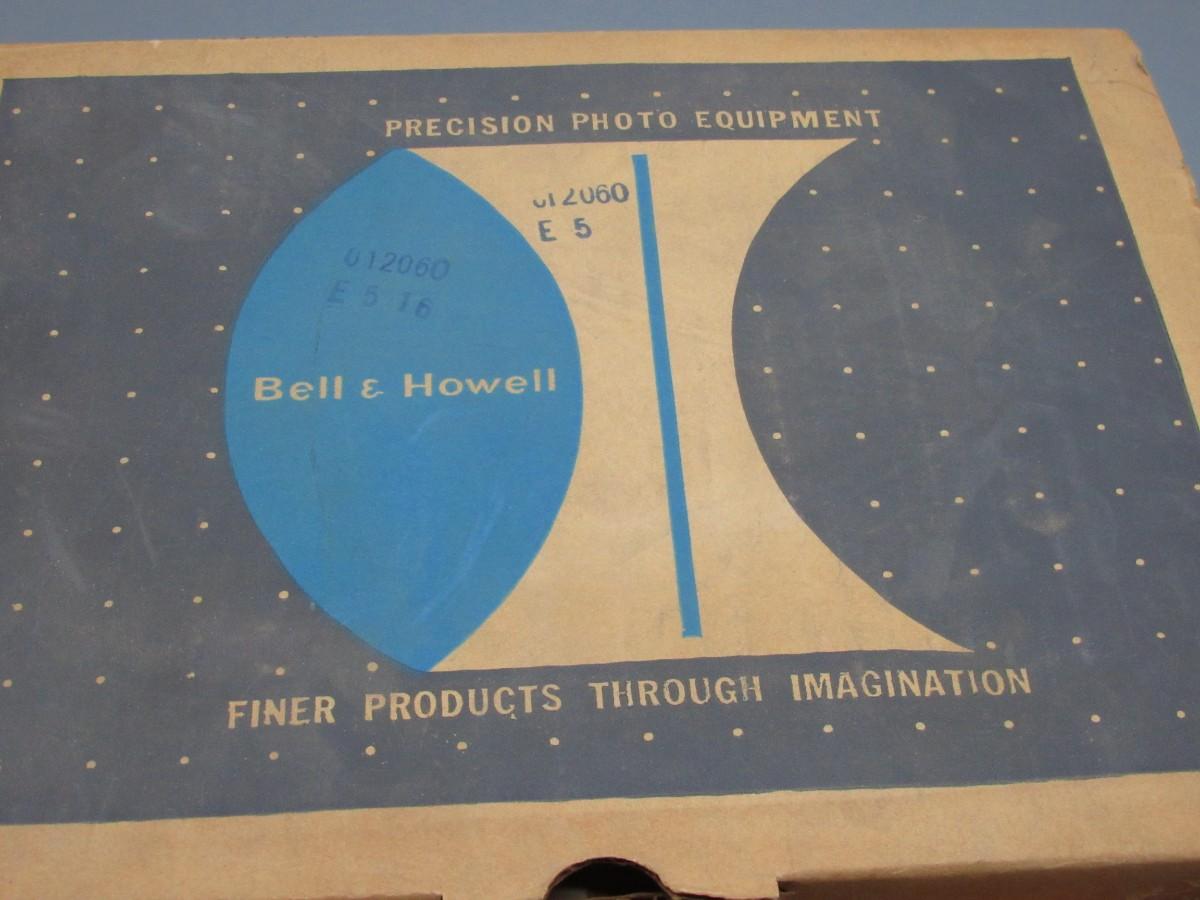 PRECISION PHOTO EQUIPMENT
012060
E 5
012060
E 5 16
Bell & Howell
FINER PRODUCTS THROUGH IMAGINATION